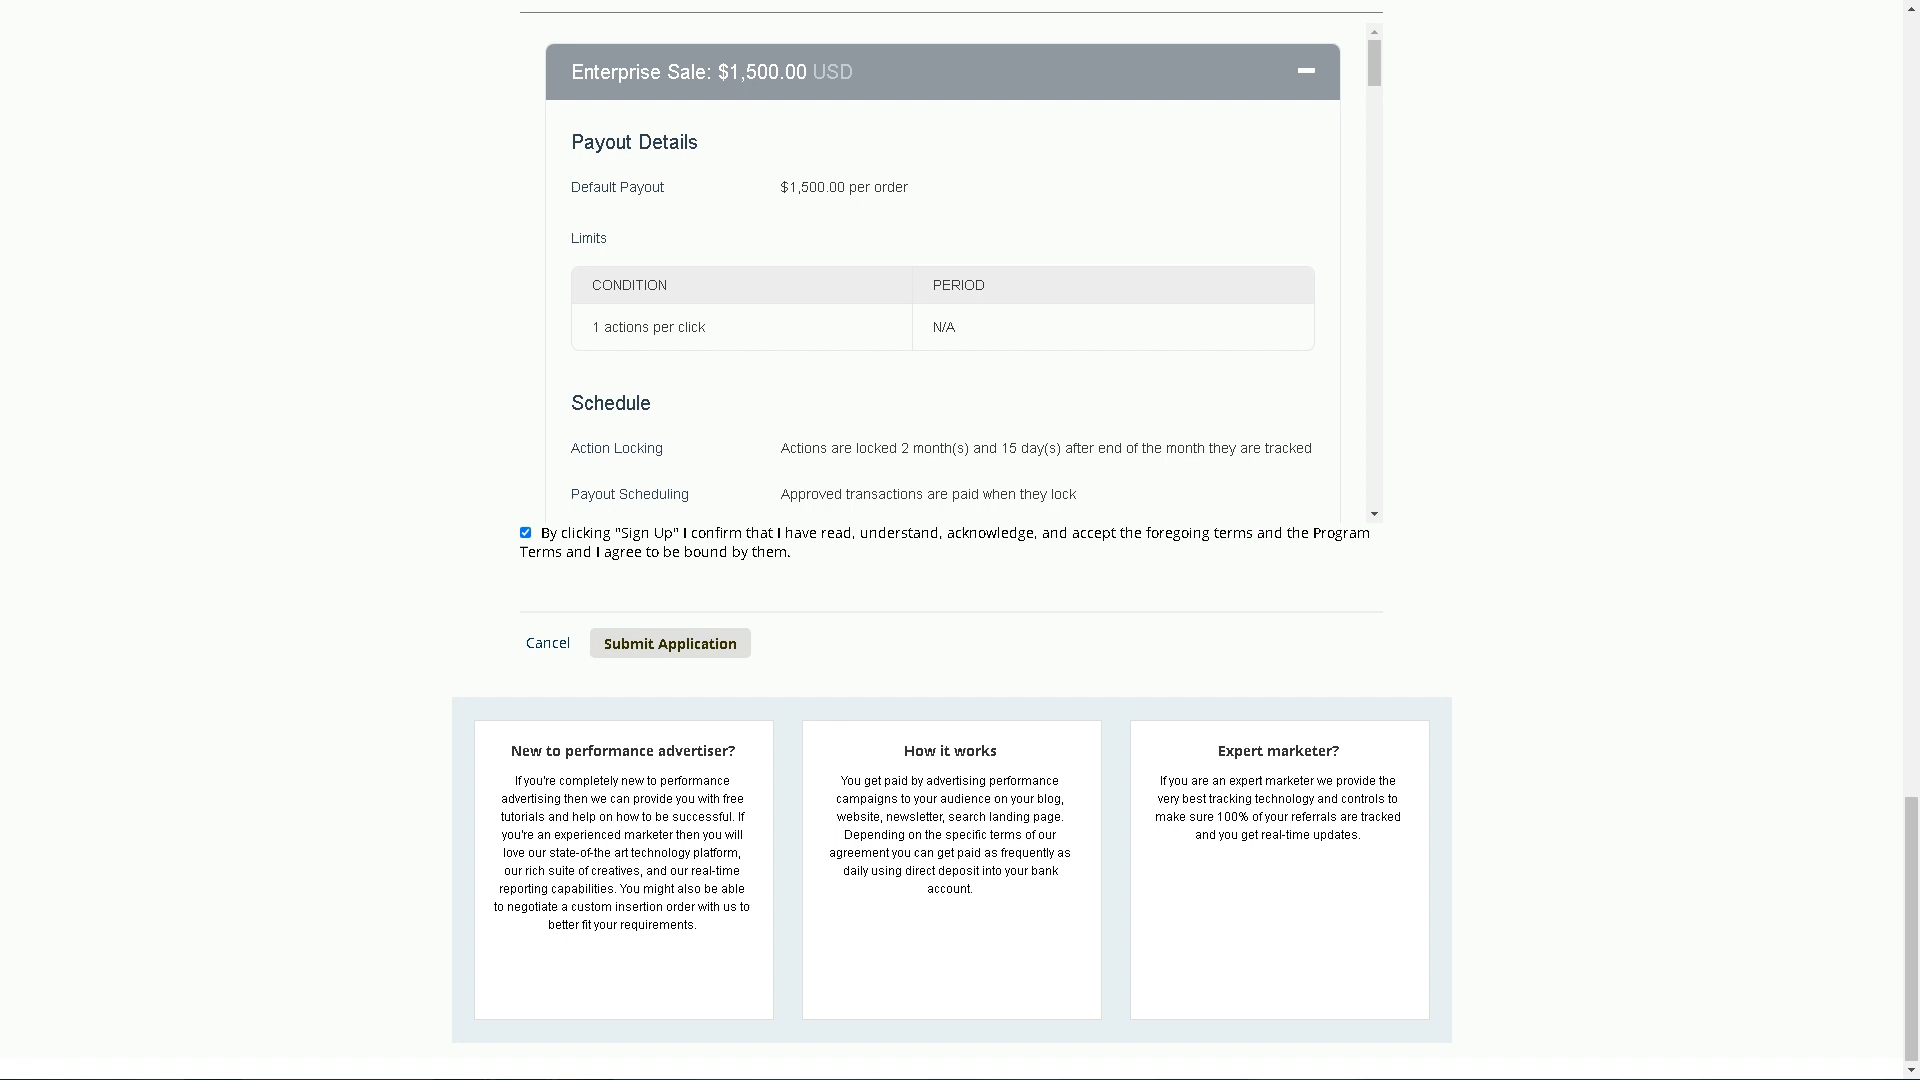 Enterprise Sale: $1,500.00 USD
Payout Details
Default Payout $1,500.00 per order
Limits
CONDITION PERIOD
1 actions per click N/A
Schedule
Action Locking Actions are locked 2 month(s) and 15 day(s) after end of the month they are tracked
Payout Scheduling Approved transactions are paid when they lock
By clicking "Sign Up" I confirm that I have read, understand, acknowledge, and accept the foregoing terms and the Program
Terms and I agree to be bound by them.
Cancel Submit Application
New to performance advertiser?
If you're completely new to performance
advertising then we can provide you with free
tutorials and help on how to be successful. If
you're an experienced marketer then you will
love our state-of-the art technology platform,
our rich suite of creatives, and our real-time
reporting capabilities. You might also be able
to negotiate a custom insertion order with us to
better fit your requirements.
How it works
You get paid by advertising performance
campaigns to your audience on your blog,
website, newsletter, search landing page.
Depending on the specific terms of our
agreement you can get paid as frequently as
daily using direct deposit into your bank
account.
Expert marketer?
If you are an expert marketer we provide the
very best tracking technology and controls to
make sure 100% of your referrals are tracked
and you get real-time updates.